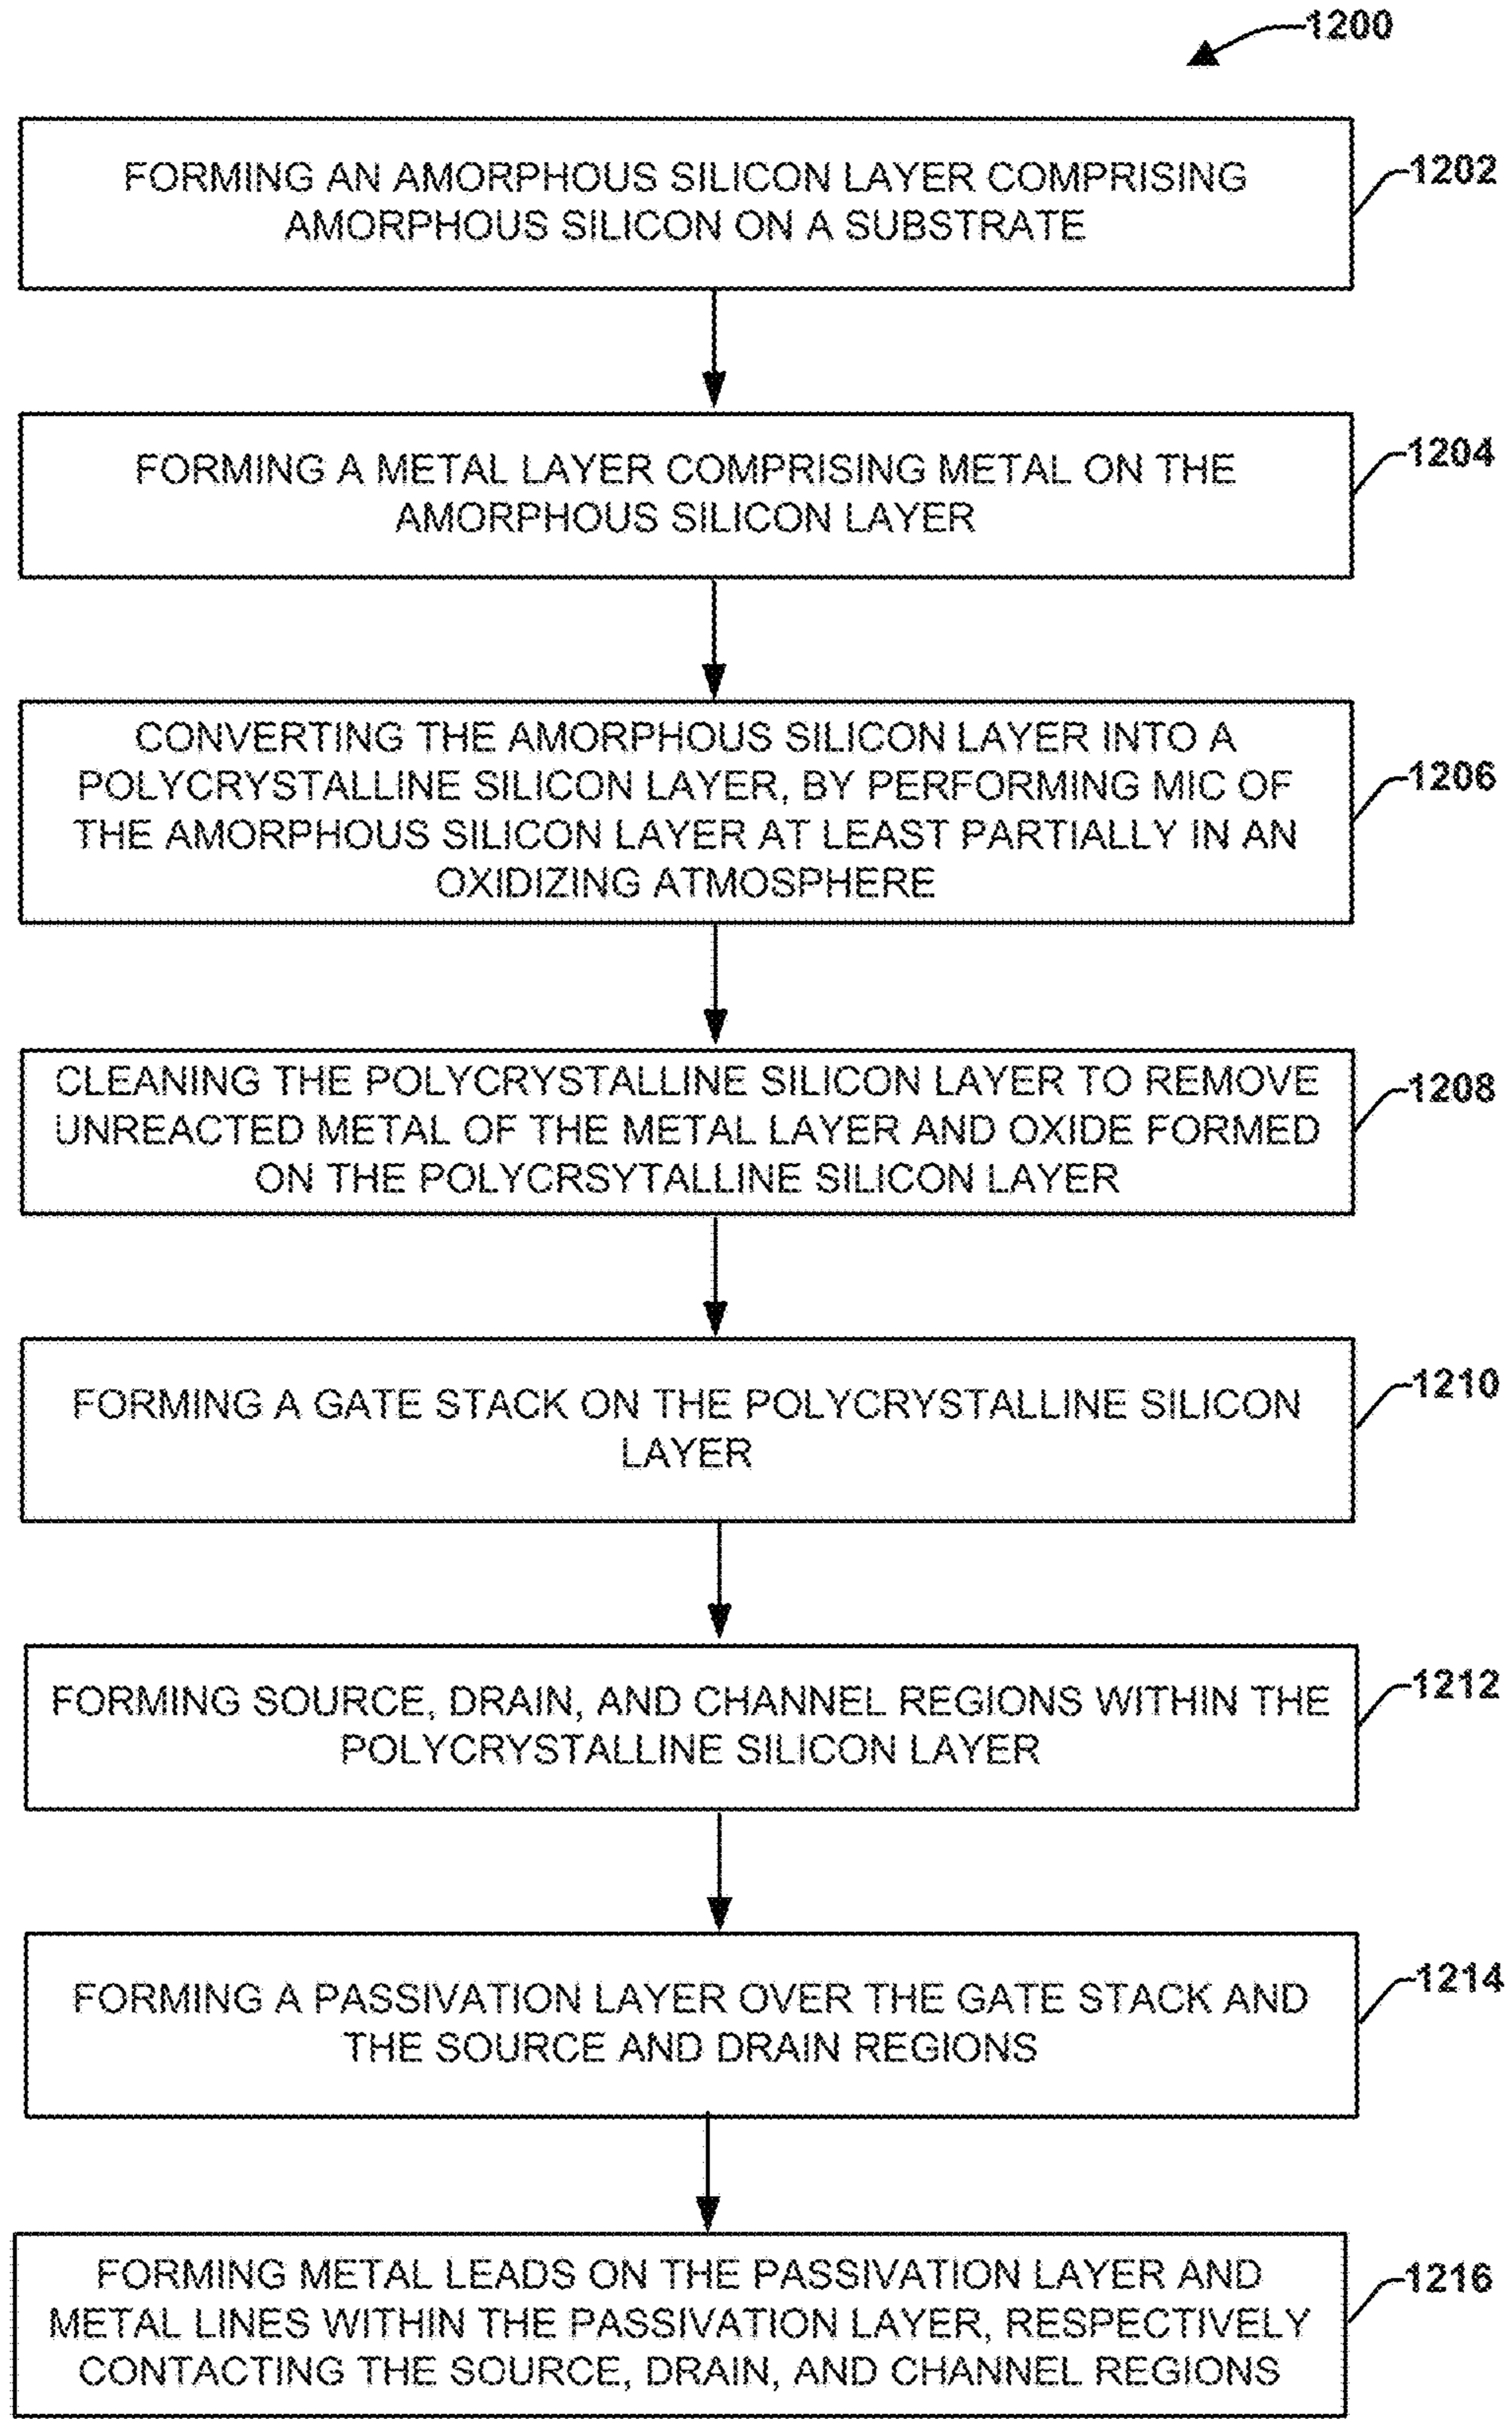 1200
FORMING AN AMORPHOUS SILICON LAYER COMPRISING
AMORPHOUS SILICON ON A SUBSTRATE
1202
FORMING A METAL LAYER COMPRISING METAL ON THE
AMORPHOUS SILICON LAYER
1204
CONVERTING THE AMORPHOUS SILICON LAYER INTO A
POLYCRYSTALLINE SILICON LAYER, BY PERFORMING MIC OF
THE AMORPHOUS SILICON LAYER AT LEAST PARTIALLY IN AN
OXIDIZING ATMOSPHERE
1206
CLEANING THE POLYCRYSTALLINE SILICON LAYER TO REMOVE
UNREACTED METAL OF THE METAL LAYER AND OXIDE FORMED
ON THE POLYCRSYTALLINE SILICON LAYER
1208
FORMING A GATE STACK ON THE POLYCRYSTALLINE SILICON
LAYER
1210
FORMING SOURCE, DRAIN, AND CHANNEL REGIONS WITHIN THE
POLYCRYSTALLINE SILICON LAYER
1212
FORMING A PASSIVATION LAYER OVER THE GATE STACK AND
THE SOURCE AND DRAIN REGIONS
1214
FORMING METAL LEADS ON THE PASSIVATION LAYER AND
METAL LINES WITHIN THE PASSIVATION LAYER, RESPECTIVELY
CONTACTING THE SOURCE, DRAIN, AND CHANNEL REGIONS
1216